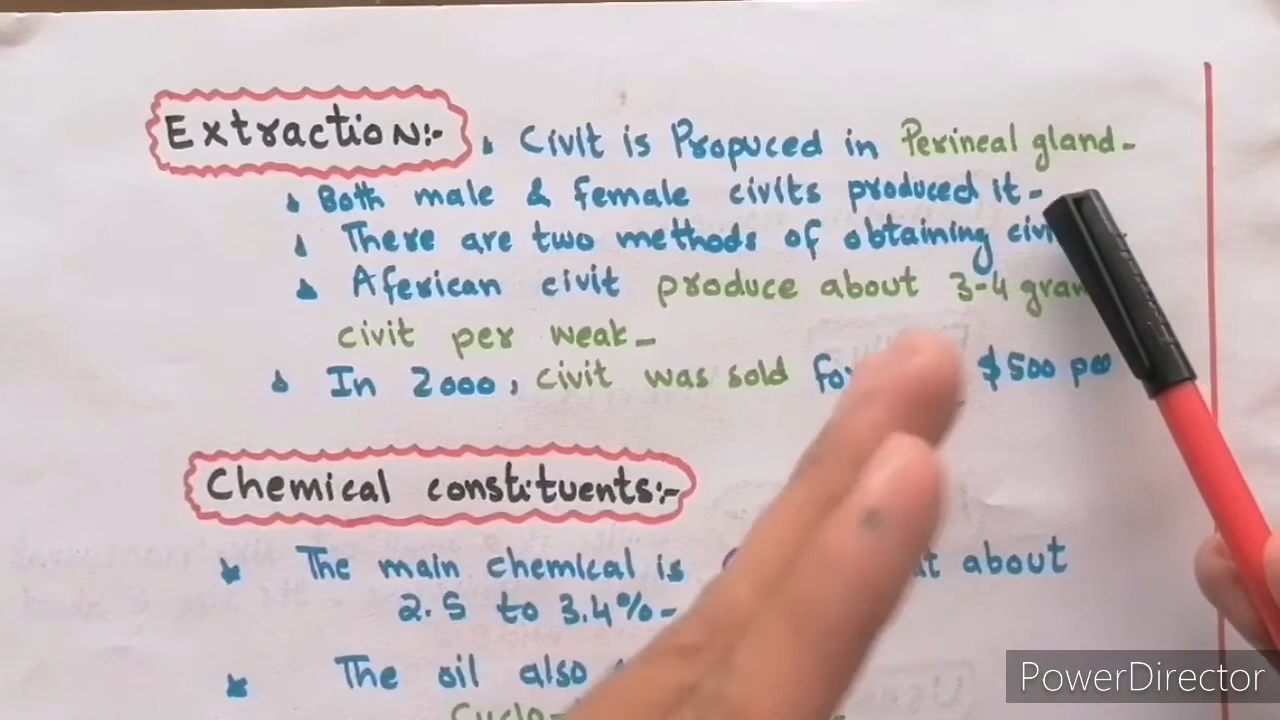 Extraction:-
Civit is Propuced in Perineal gland-
Both male & female civits produced it-
There are two methods of obtaining
Aferican civit produce about 3-4
civit per weak-
In 2000, civit was sold $500
Chemical constituents:-
The main chemical is about
2.5 to 3.4%-
The oil also
PowerDirector